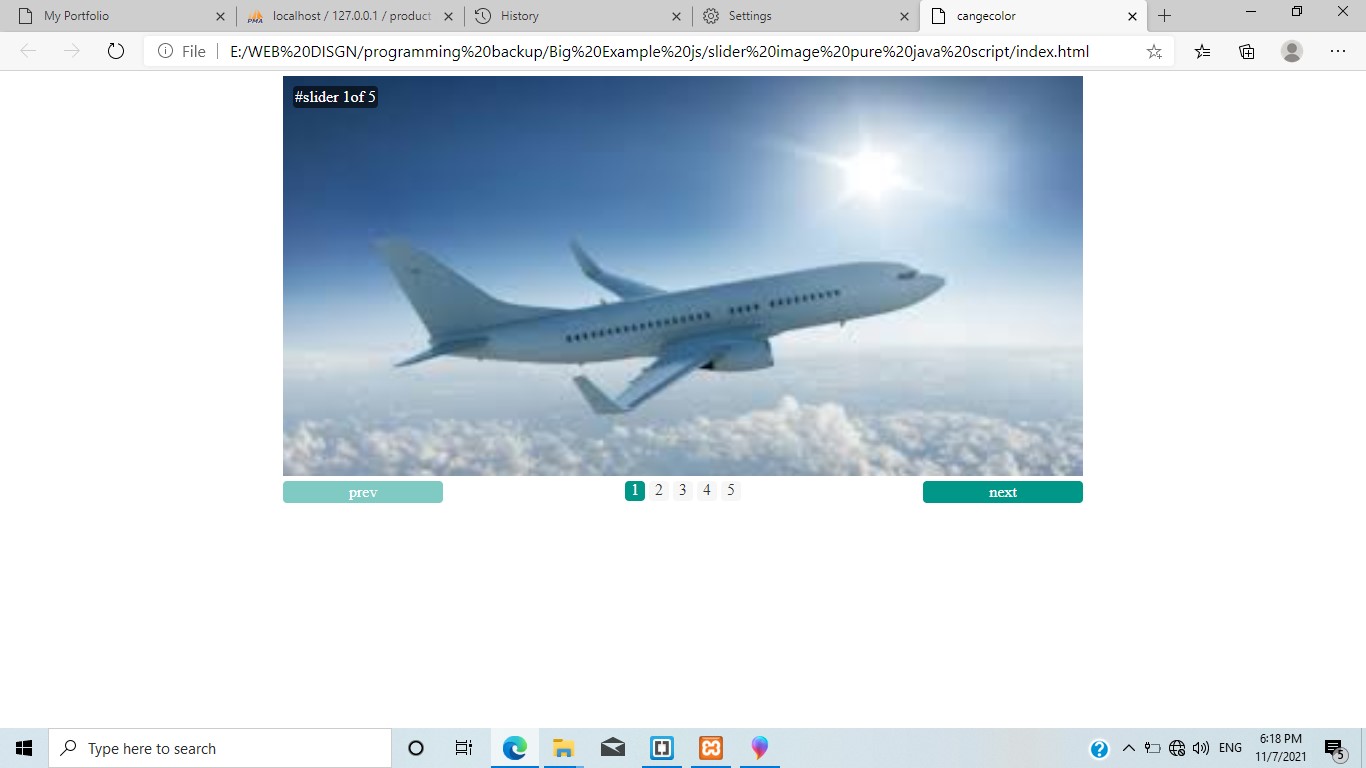 My Portfolio
PMA
localhost / 127.0.0.1 / product
History
Settings
cangecolor
File
E:/WEB%20DISGN/programming%20backup/Big%20Example%20js/slider%20image%20pure%20java%20script/index.html
#slider 1of 5
prev
1 2 3 4 5
next
Type here to search
ENG
6:18 PM
11/7/2021
5